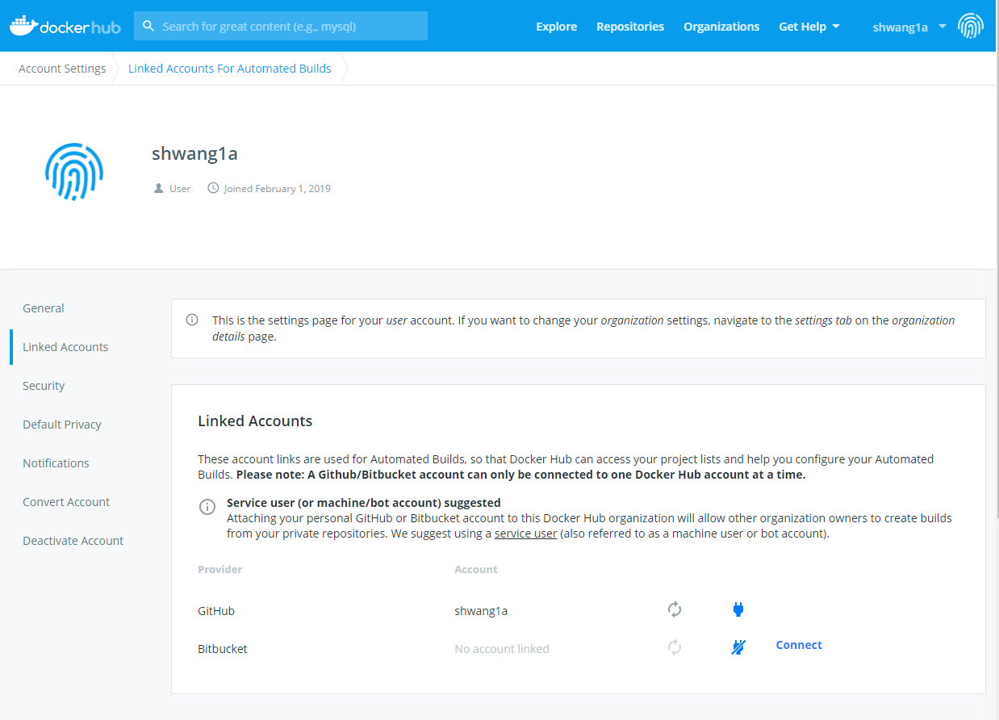 dockerhub
Search for great content (e.g., mysql)
Explore
Repositories
Organizations
Get Help
shwang1a
Account Settings
Linked Accounts For Automated Builds
shwang1a
User
Joined February 1, 2019
General
Linked Accounts
Security
Default Privacy
Notifications
Convert Account
Deactivate Account
This is the settings page for your user account. If you want to change your organization settings, navigate to the settings tab on the organization
details page.
Linked Accounts
These account links are used for Automated Builds, so that Docker Hub can access your project lists and help you configure your Automated
Builds. Please note: A Github/Bitbucket account can only be connected to one Docker Hub account at a time.
Service user (or machine/bot account) suggested
Attaching your personal GitHub or Bitbucket account to this Docker Hub organization will allow other organization owners to create builds
from your private repositories. We suggest using a service user (also referred to as a machine user or bot account).
Provider Account
GitHub shwang1a
Bitbucket No account linked Connect